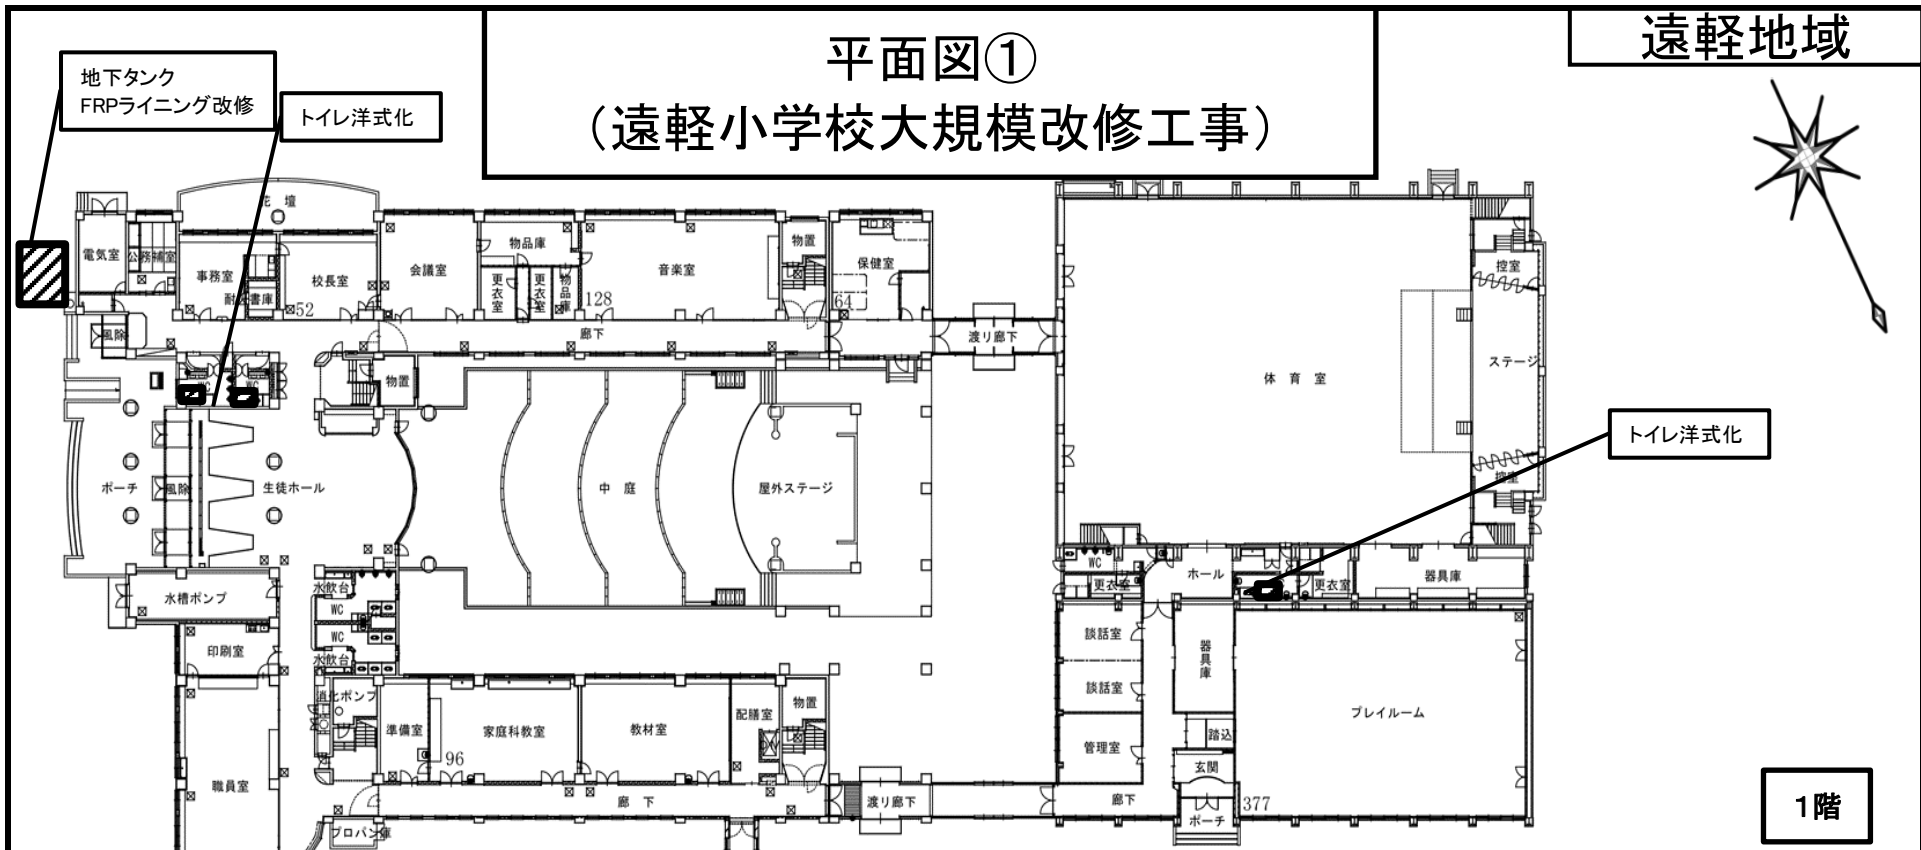 平面図①
（遠軽小学校大規模改修工事）
遠軽地域
地下タンク
FRPライニング改修
トイレ洋式化
花 壇
電気室
公務補室
事務室
書庫
耐
校長室
52
会議室
物品庫
更衣室
更衣室
物品庫
128
音楽室
物置
保健室
64
控室
風除
廊下
渡り廊下
WC
WC
物置
体 育 室
ステージ
トイレ洋式化
ポーチ
風除
生徒ホール
中 庭
屋外ステージ
控室
水飲台
WC
WC
水飲台
水槽ポンプ
印刷室
WC
更衣室
ホール
更衣室
器具庫
談話室
談話室
器具庫
消化ポンプ
準備室
96
家庭科教室
教材室
配膳室
物置
管理室
踏込
玄関
プレイルーム
職員室
廊 下
渡り廊下
廊下
ポーチ
377
プロパン庫
1階